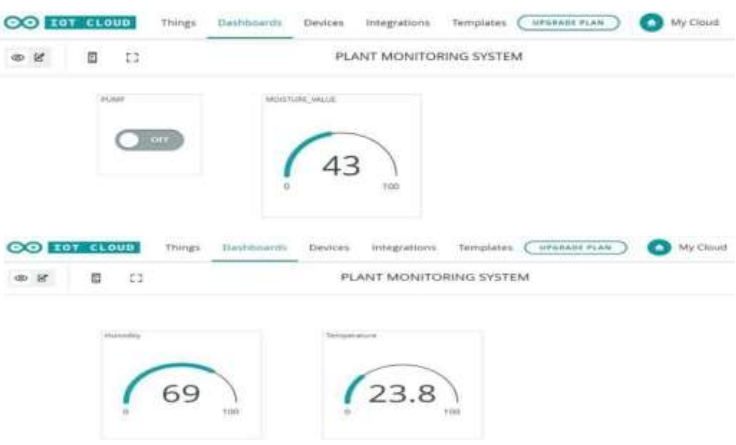 IOT CLOUD Things Dashboards Devices Integrations Templates UPGRADE PLAN My Cloud
PLANT MONITORING SYSTEM
PUMP MOISTURE_VALUE
OFF
43
0 100
IOT CLOUD Things Dashboards Devices Integrations Templates UPGRADE PLAN My Cloud
PLANT MONITORING SYSTEM
Humidity Temperature
69 23.8
0 100 0 100